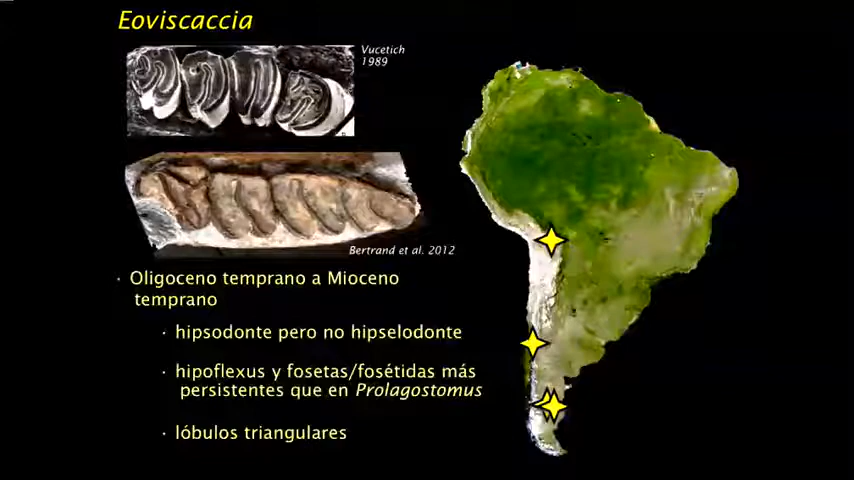 Eoviscaccia
Vucetich
1989
Bertrand et al. 2012
· Oligoceno temprano a Mioceno
temprano
· hipsodonte pero no hipselodonte
· hipoflexus y fosetas/fosétidas más
persistentes que en Prolagostomus
· lóbulos triangulares